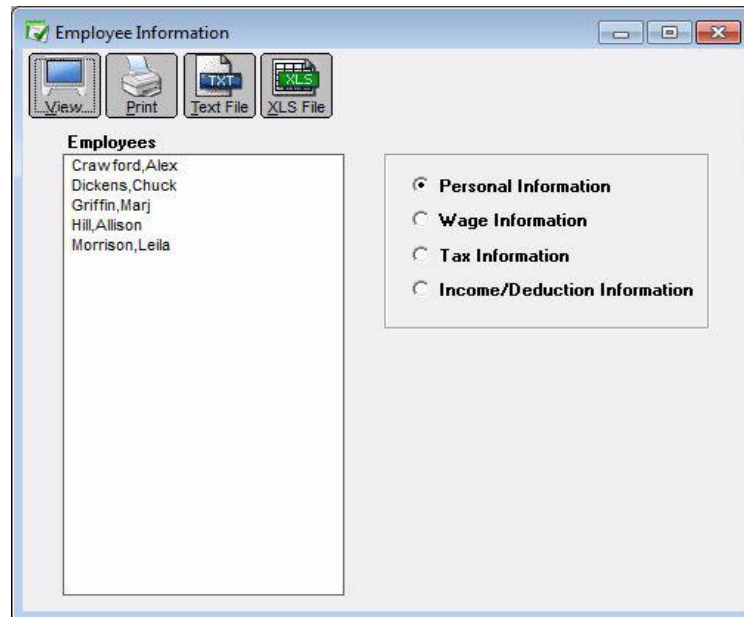 Employee Information
TXT
XLS
View
Print
Text File
XLS File
Employees
Crawford,Alex
Dickens,Chuck
Griffin,Marj
Hill,Allison
Morrison,Leila
Personal Information
Wage Information
Tax Information
Income/Deduction Information